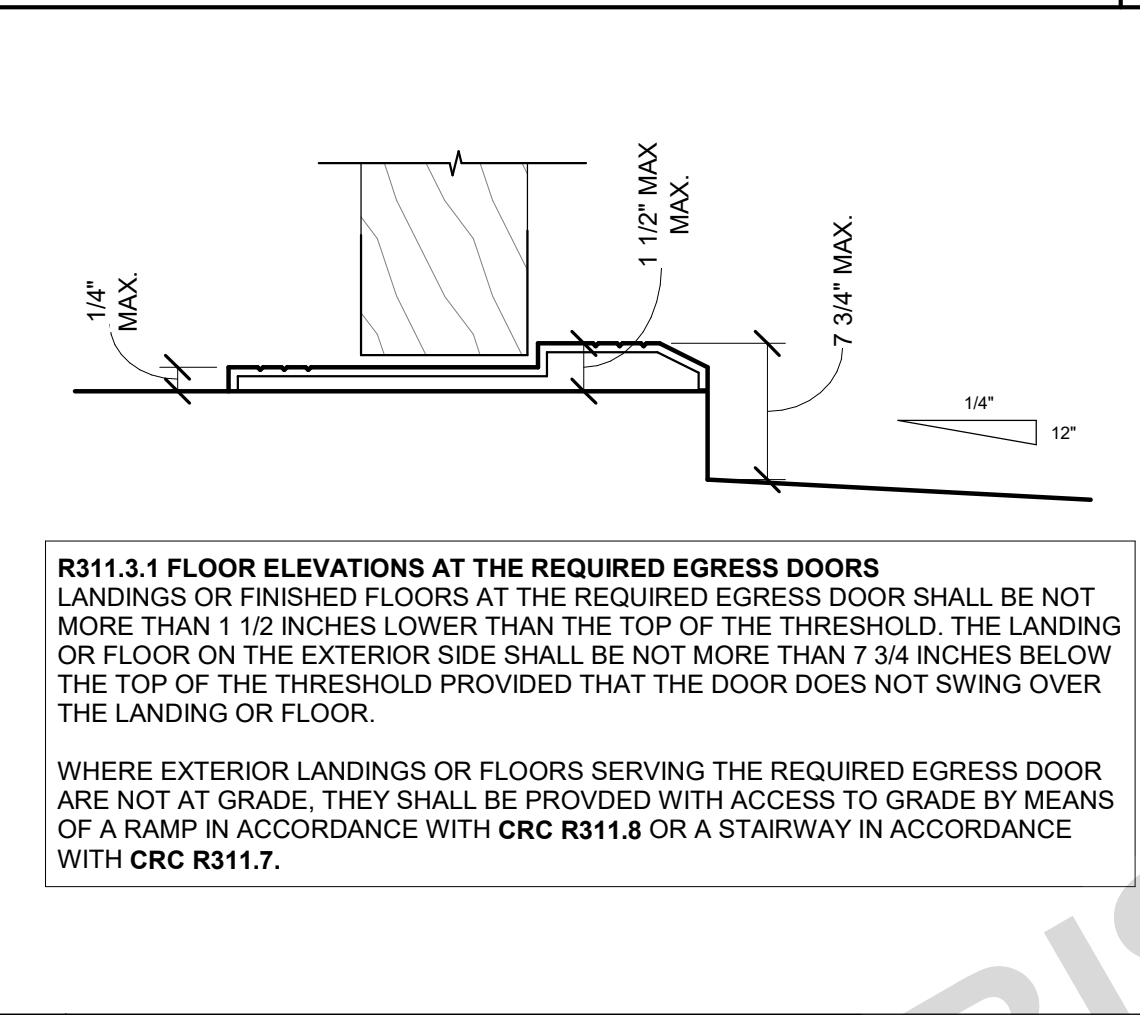 1/4"
MAX.
1 1/2" MAX
MAX.
7 3/4" MAX.
1/4"
12"
R311.3.1 FLOOR ELEVATIONS AT THE REQUIRED EGRESS DOORS
LANDINGS OR FINISHED FLOORS AT THE REQUIRED EGRESS DOOR SHALL BE NOT
MORE THAN 1 1/2 INCHES LOWER THAN THE TOP OF THE THRESHOLD. THE LANDING
OR FLOOR ON THE EXTERIOR SIDE SHALL BE NOT MORE THAN 7 3/4 INCHES BELOW
THE TOP OF THE THRESHOLD PROVIDED THAT THE DOOR DOES NOT SWING OVER
THE LANDING OR FLOOR.
WHERE EXTERIOR LANDINGS OR FLOORS SERVING THE REQUIRED EGRESS DOOR
ARE NOT AT GRADE, THEY SHALL BE PROVDED WITH ACCESS TO GRADE BY MEANS
OF A RAMP IN ACCORDANCE WITH CRC R311.8 OR A STAIRWAY IN ACCORDANCE
WITH CRC R311.7.